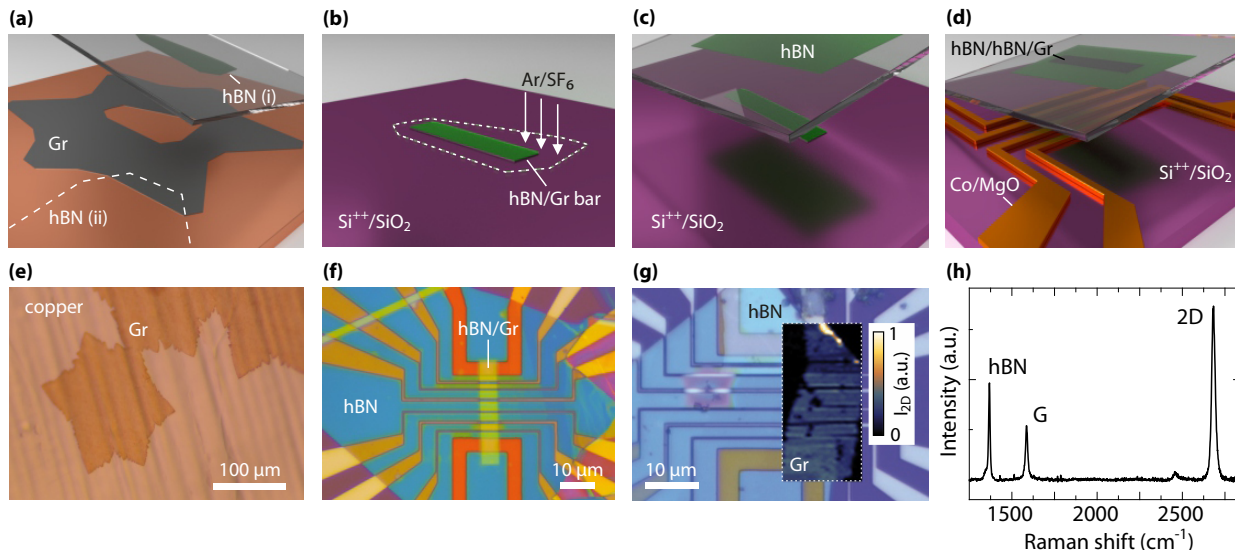 (a)
hBN (i)
Gr
hBN (ii)
(b)
Ar/SF₆
hBN/Gr bar
Si⁺⁺/SiO₂
(c)
hBN
Si⁺⁺/SiO₂
(d)
hBN/hBN/Gr
Si⁺⁺/SiO₂
Co/MgO
(e)
copper
Gr
100 μm
(f)
hBN/Gr
hBN
10 μm
(g)
hBN
1
I₂D (a.u.)
0
Gr
10 μm
(h)
2D
hBN
G
Intensity (a.u.)
1500 2000 2500
Raman shift (cm⁻¹)